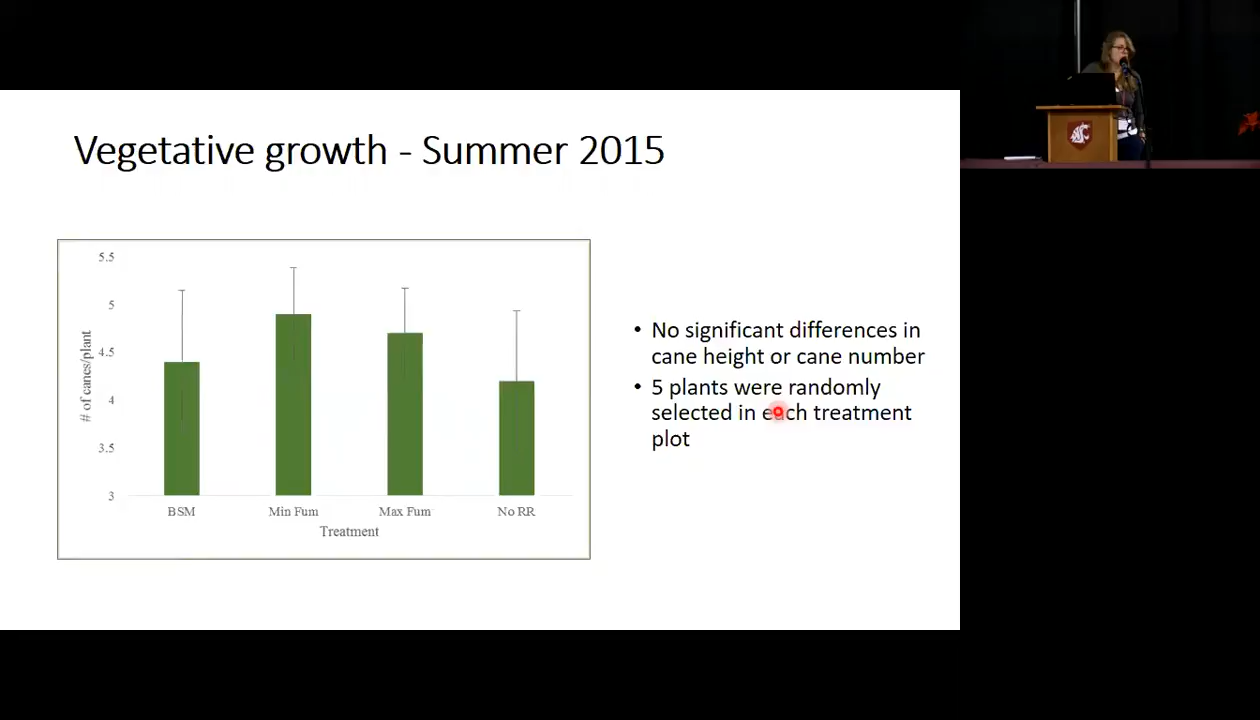 Vegetative growth - Summer 2015
5.5
5
4.5
4
3.5
3
# of canes/plant
BSM
Min Fum
Max Fum
No RR
Treatment
• No significant differences in
cane height or cane number
• 5 plants were randomly
selected in each treatment
plot